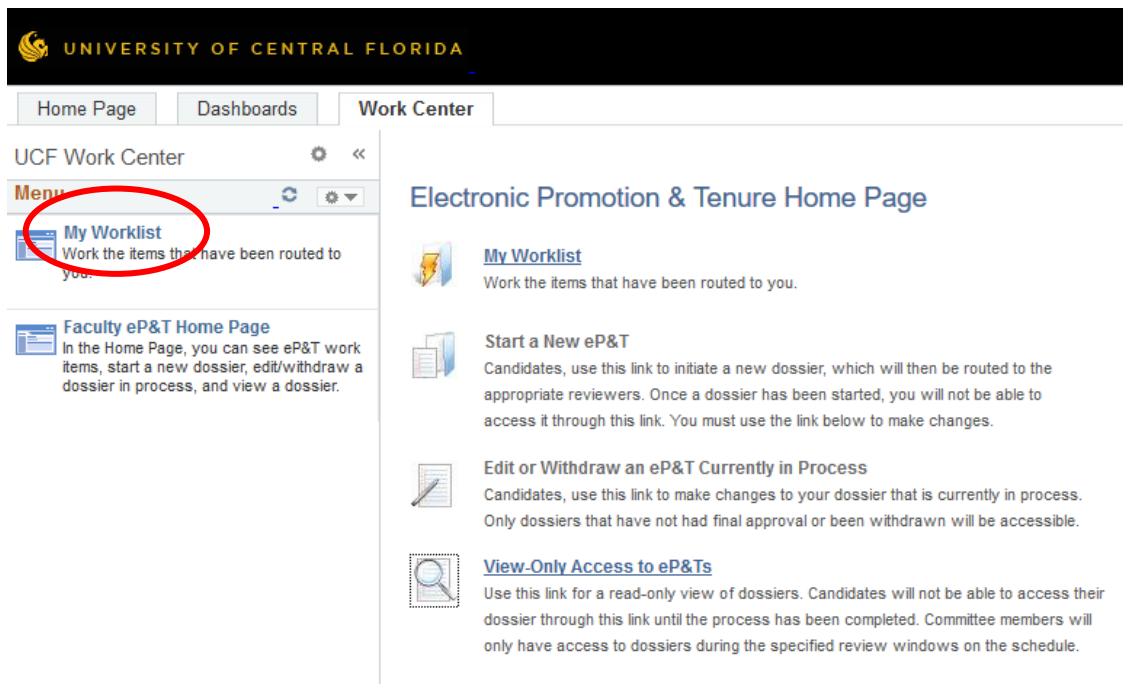 UNIVERSITY OF CENTRAL FLORIDA
Home Page
Dashboards
Work Center
UCF Work Center
Menu
My Worklist
Work the items that have been routed to
you.
Faculty eP&T Home Page
In the Home Page, you can see eP&T work
items, start a new dossier, edit/withdraw a
dossier in process, and view a dossier.
Electronic Promotion & Tenure Home Page
My Worklist
Work the items that have been routed to you.
Start a New eP&T
Candidates, use this link to initiate a new dossier, which will then be routed to the
appropriate reviewers. Once a dossier has been started, you will not be able to
access it through this link. You must use the link below to make changes.
Edit or Withdraw an eP&T Currently in Process
Candidates, use this link to make changes to your dossier that is currently in process.
Only dossiers that have not had final approval or been withdrawn will be accessible.
View-Only Access to eP&Ts
Use this link for a read-only view of dossiers. Candidates will not be able to access their
dossier through this link until the process has been completed. Committee members will
only have access to dossiers during the specified review windows on the schedule.